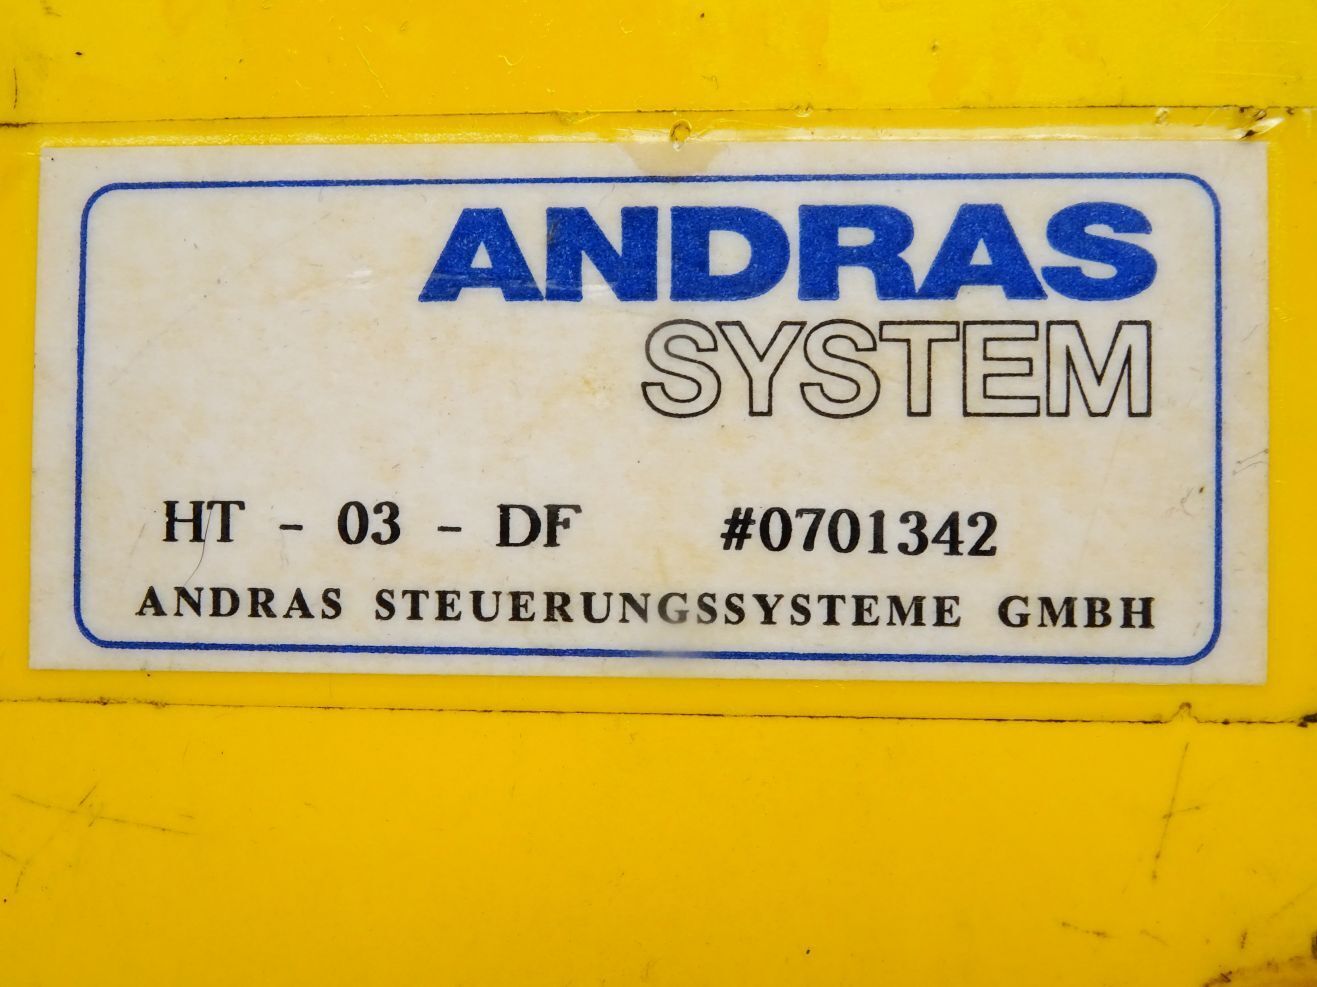 ANDRAS
SYSTEM
HT - 03 - DF #0701342
ANDRAS STEUERUNGSSYSTEME GMBH